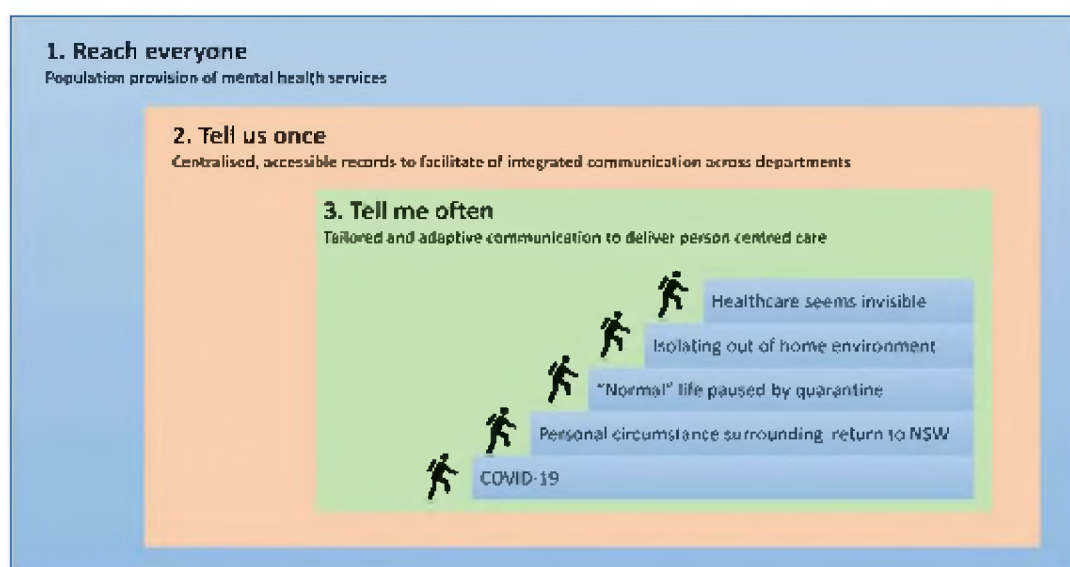 1. Reach everyone
Population provision of mental health services
2. Tell us once
Centralised, accessible records to facilitate of integrated communication across departments
3. Tell me often
Tailored and adaptive communication to deliver person centred care
Healthcare seems invisible
Isolating out of home environment
"Normal" life paused by quarantine
Personal circumstance surrounding return to NSW
COVID-19